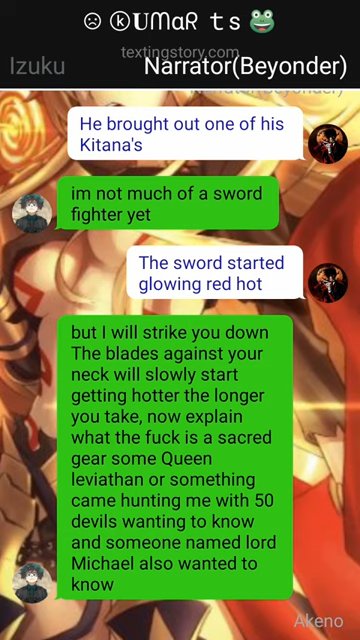 ☹ ⓚ𝐔𝕄ɑᖇ ｔｓ🐸
textingstory.com
Izuku
Narrator(Beyonder)
He brought out one of his
Kitana's
im not much of a sword
fighter yet
The sword started
glowing red hot
but I will strike you down
The blades against your
neck will slowly start
getting hotter the longer
you take, now explain
what the fuck is a sacred
gear some Queen
leviathan or something
came hunting me with 50
devils wanting to know
and someone named lord
Michael also wanted to
know
Akeno